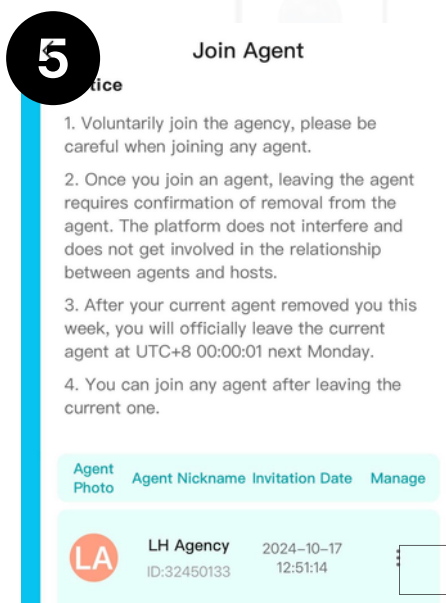 5
Join Agent
tice
1. Voluntarily join the agency, please be
careful when joining any agent.
2. Once you join an agent, leaving the agent
requires confirmation of removal from the
agent. The platform does not interfere and
does not get involved in the relationship
between agents and hosts.
3. After your current agent removed you this
week, you will officially leave the current
agent at UTC+8 00:00:01 next Monday.
4. You can join any agent after leaving the
current one.
Agent Photo Agent Nickname Invitation Date Manage
LA
LH Agency
ID:32450133
2024-10-17
12:51:14